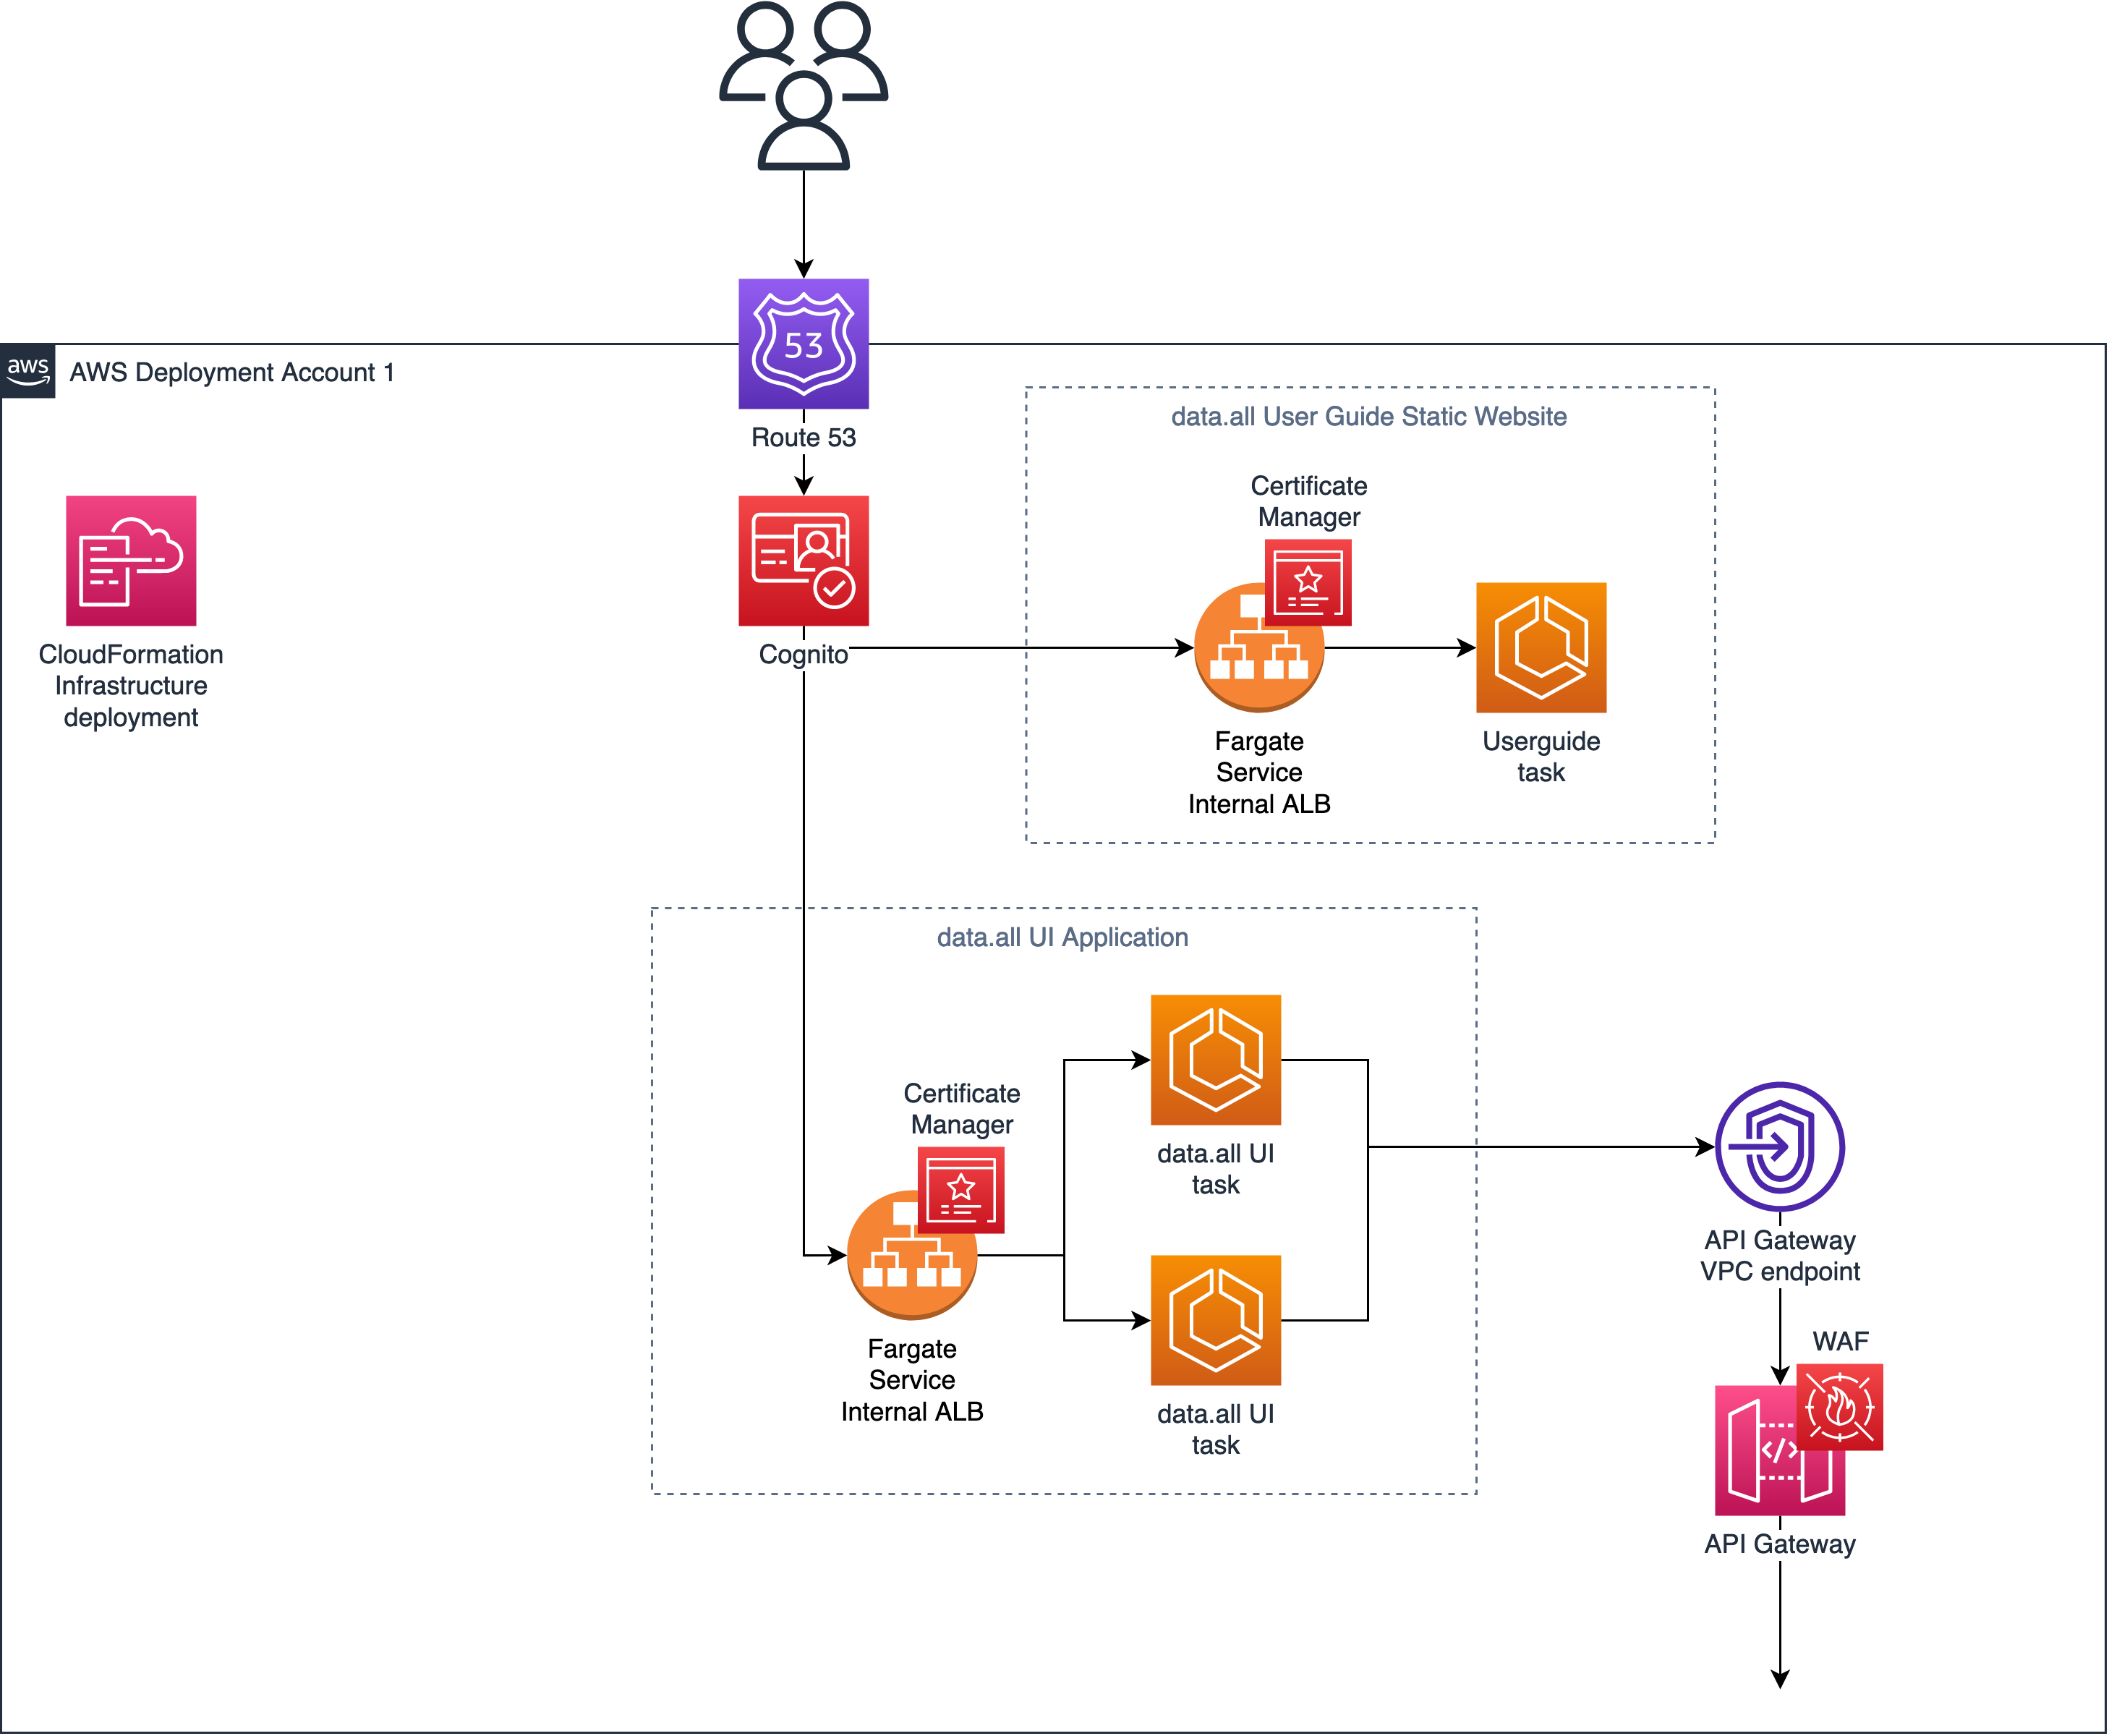 53
aws
AWS Deployment Account 1
Route 53
data.all User Guide Static Website
Certificate
Manager
CloudFormation
Infrastructure
deployment
Cognito
Fargate
Service
Internal ALB
Userguide
task
data.all UI Application
Certificate
Manager
data.all UI
task
Fargate
Service
Internal ALB
data.all UI
task
API Gateway
VPC endpoint
WAF
</>
API Gateway